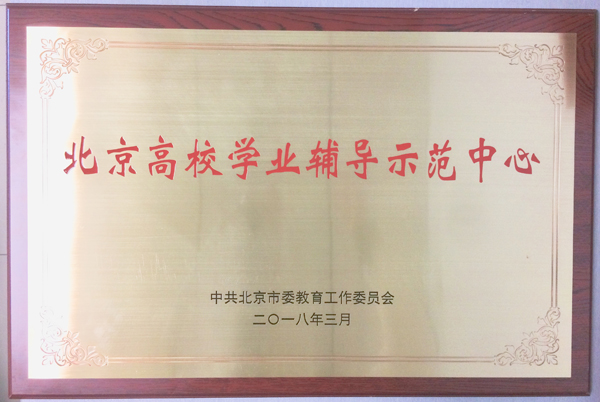 北京高校学业辅导示范中心
中共北京市委教育工作委员会
二〇一八年三月